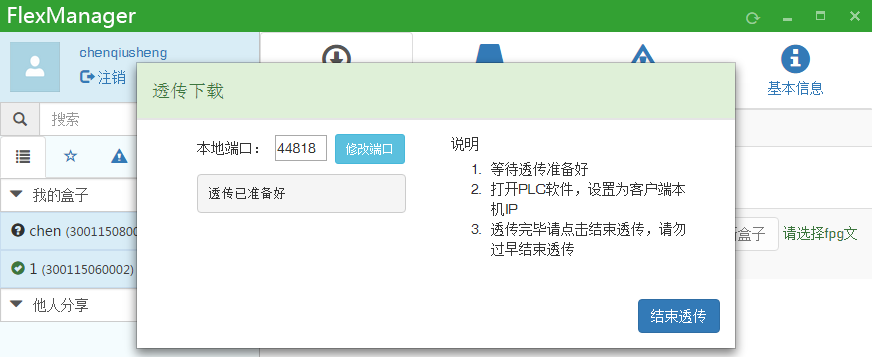 FlexManager
chenqiusheng
注销
基本信息
搜索
我的盒子
chen (300115080
1 (300115060002)
他人分享
透传下载
本地端口： 44818 修改端口
透传已准备好
说明
1. 等待透传准备好
2. 打开PLC软件，设置为客户端本
机IP
3. 透传完毕请点击结束透传，请勿
过早结束透传
结束透传
盒子 请选择fpg文